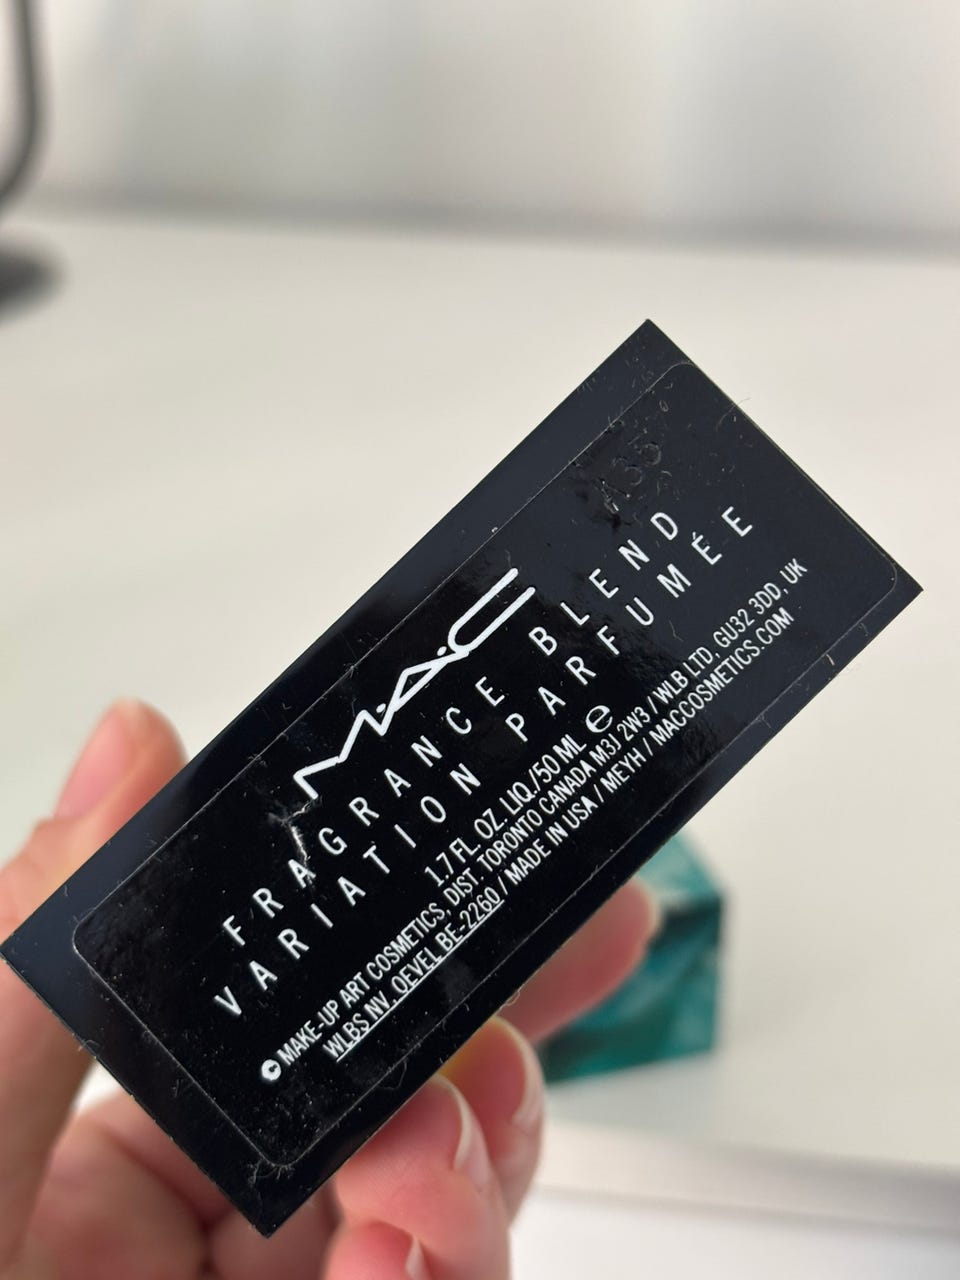 A35
M·A·C
FRAGRANCE BLEND
VARIATION PARFUMÉE
1.7 FL. OZ. LIQ./50 ML ℮
© MAKE-UP ART COSMETICS, DIST. TORONTO CANADA M3J 2W3 / WLB LTD, GU32 3DD, UK
WLBS NV, OEVEL BE-2260 / MADE IN USA / MEYH / MACCOSMETICS.COM